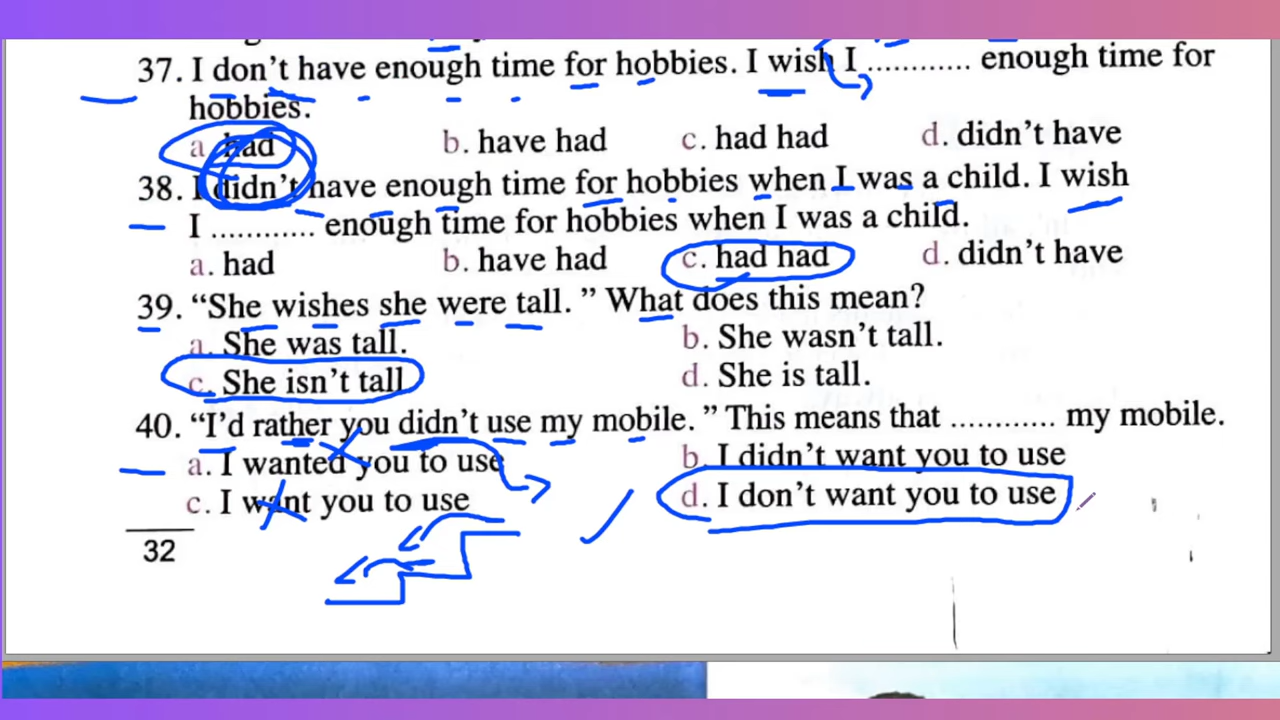 37. I don't have enough time for hobbies. I wish I ............ enough time for
hobbies.
a. had b. have had c. had had d. didn't have
38. I didn't have enough time for hobbies when I was a child. I wish
I ............ enough time for hobbies when I was a child.
a. had b. have had c. had had d. didn't have
39. “She wishes she were tall. ” What does this mean?
a. She was tall. b. She wasn't tall.
c. She isn't tall d. She is tall.
40. “I'd rather you didn't use my mobile. ” This means that ............ my mobile.
a. I wanted you to use b. I didn't want you to use
c. I want you to use d. I don't want you to use
32